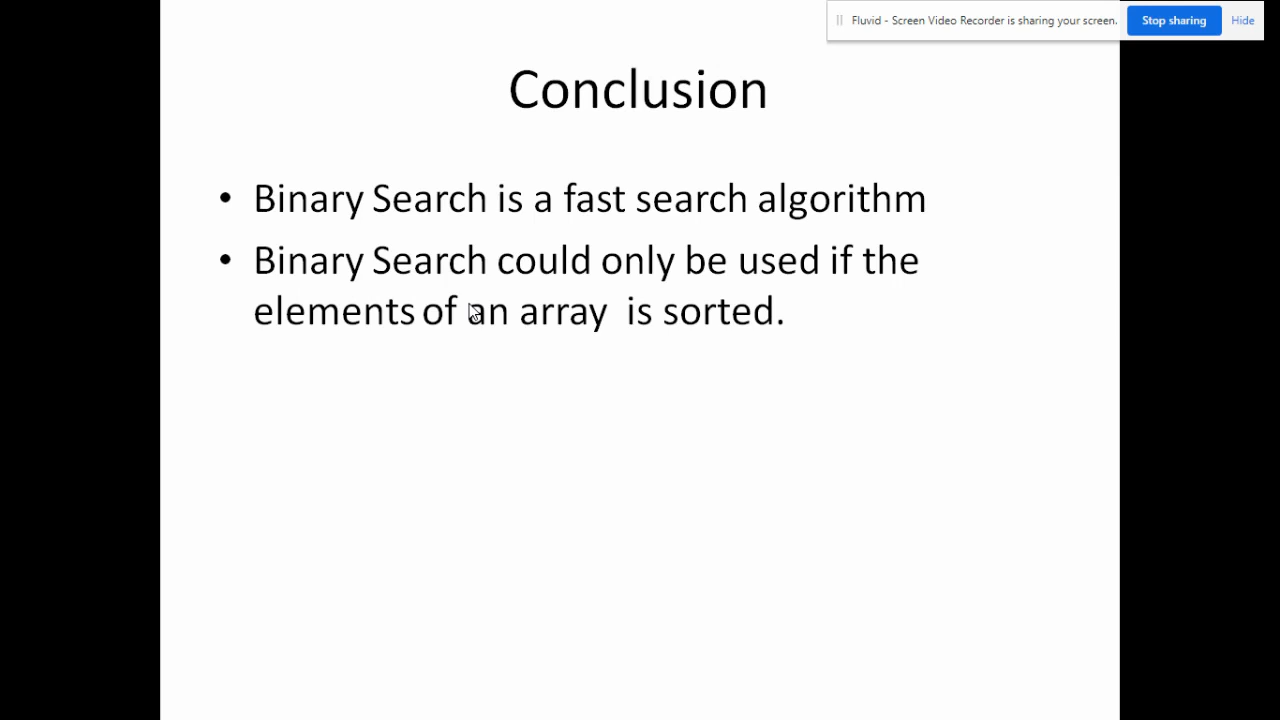 Fluvid - Screen Video Recorder is sharing your screen. Stop sharing Hide
Conclusion
• Binary Search is a fast search algorithm
• Binary Search could only be used if the
elements of an array is sorted.